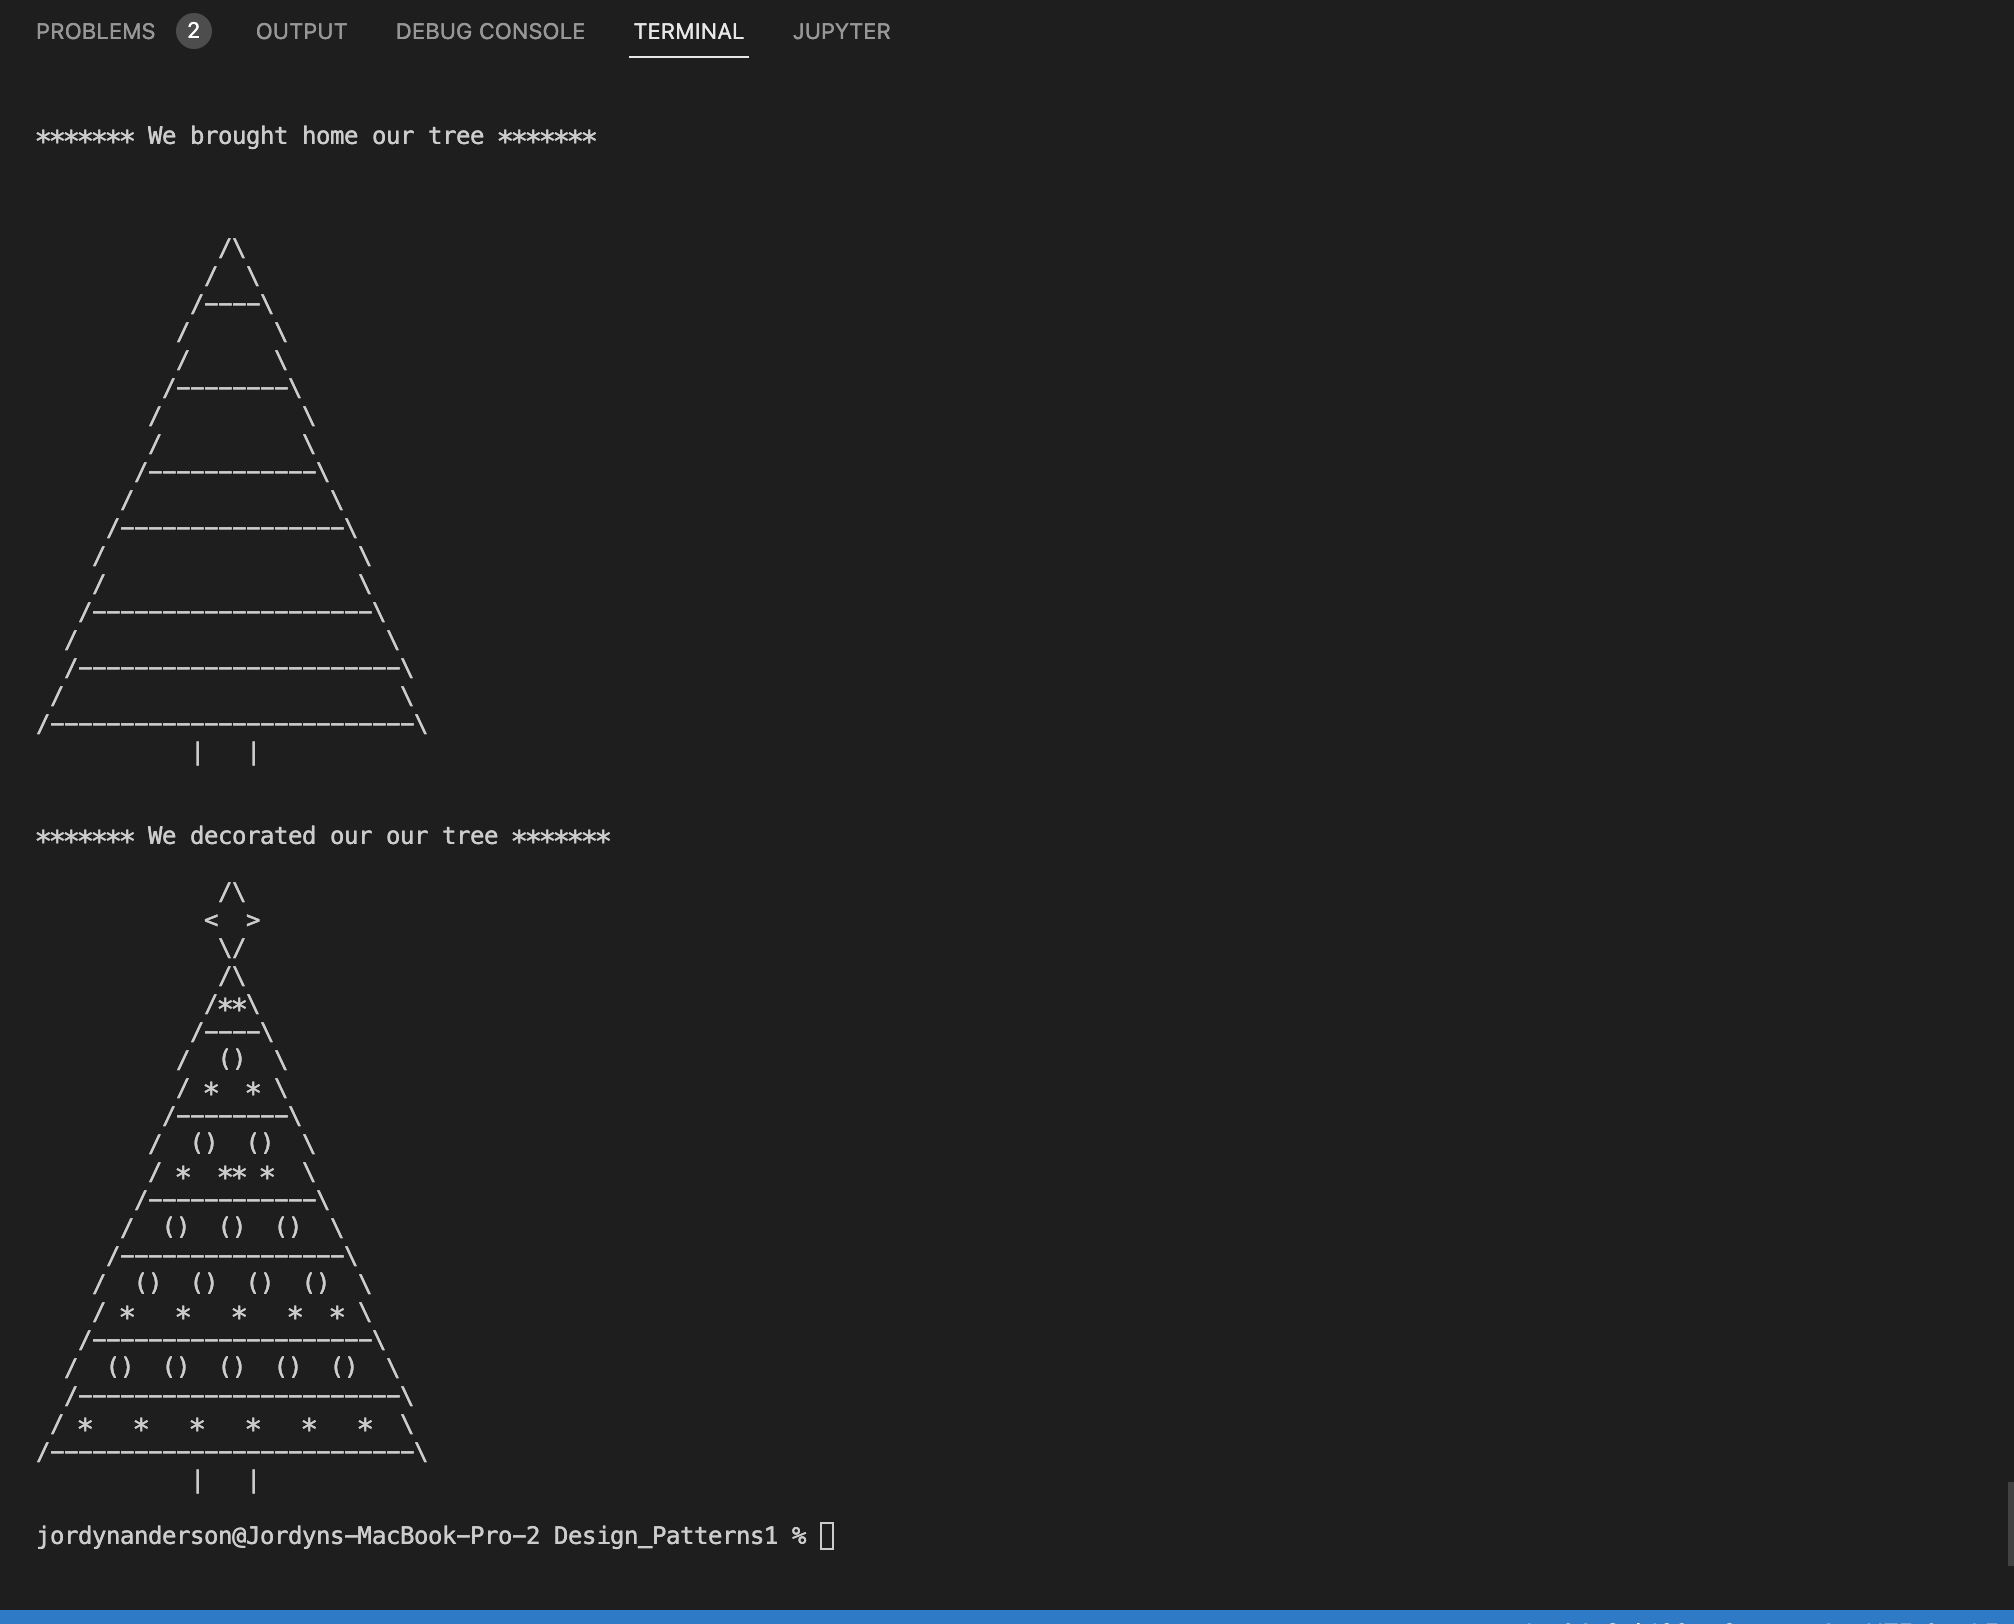 PROBLEMS 2 OUTPUT DEBUG CONSOLE TERMINAL JUPYTER
******* We brought home our tree *******
             /\
            /  \
           /----\
          /      \
          /      \
         /--------\
        /          \
        /          \
       /------------\
      /              \
     /----------------\
    /                  \
    /                  \
   /--------------------\
  /                      \
  /-----------------------\
 /                        \
/--------------------------\
           |   |
******* We decorated our our tree *******
             /\
            <  >
             \/
             /\
            /**\
           /----\
          /  ()  \
          / *  * \
         /--------\
        /  ()  ()  \
        / *  ** *  \
       /------------\
      /  ()  ()  ()  \
     /----------------\
    /  ()  ()  ()  ()  \
    / *   *   *   *  * \
   /--------------------\
  /  ()  ()  ()  ()  ()  \
  /-----------------------\
 / *   *   *   *   *   *  \
/--------------------------\
           |   |
jordynanderson@Jordyns-MacBook-Pro-2 Design_Patterns1 %